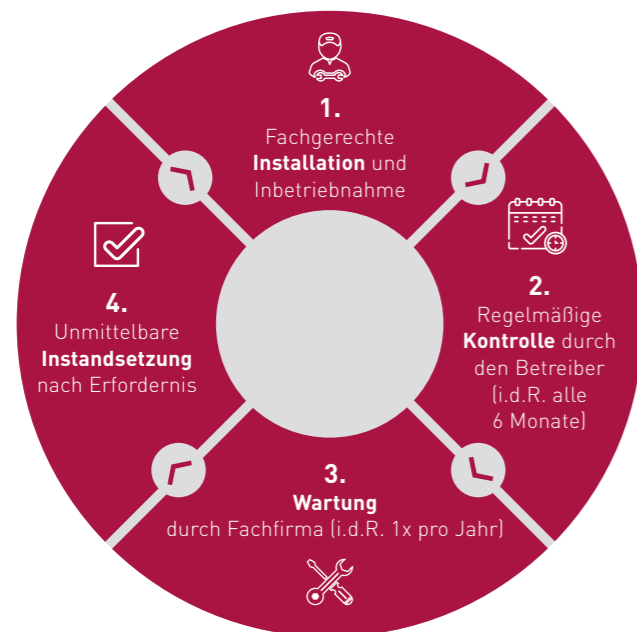 1.
Fachgerechte
Installation und
Inbetriebnahme
2.
Regelmäßige
Kontrolle durch
den Betreiber
(i.d.R. alle
6 Monate)
3.
Wartung
durch Fachfirma (i.d.R. 1x pro Jahr)
4.
Unmittelbare
Instandsetzung
nach Erfordernis